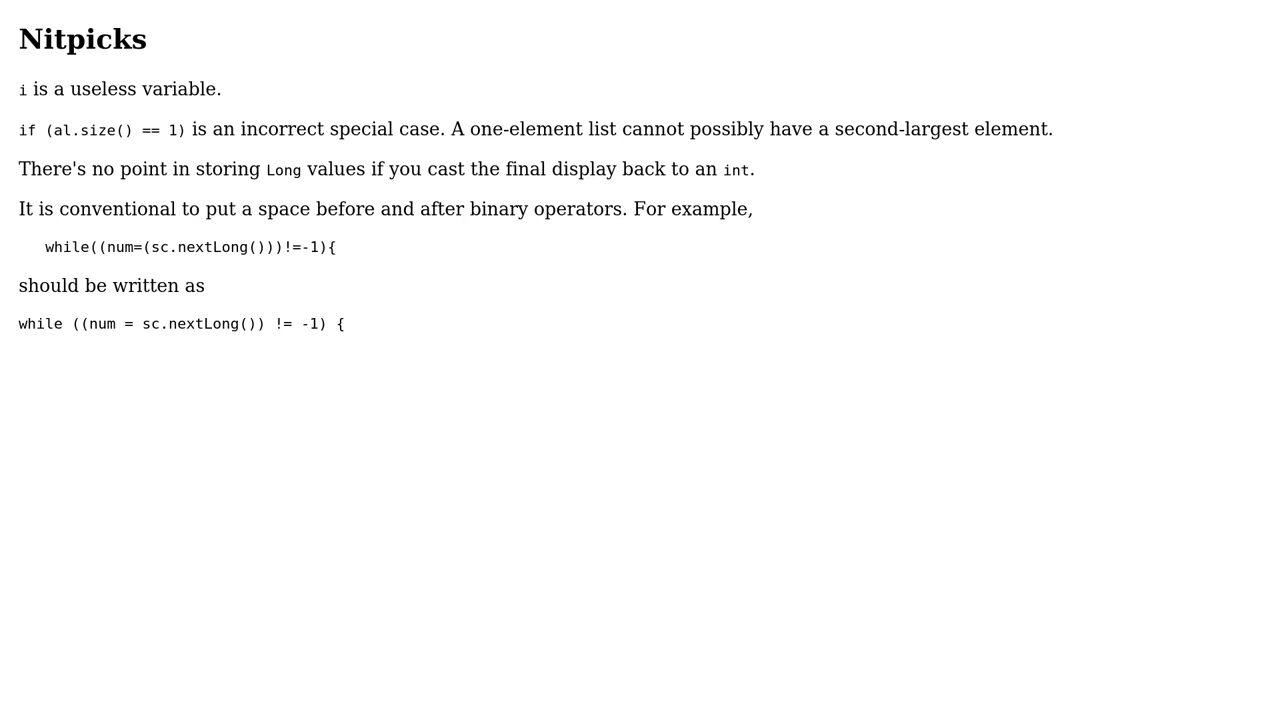 Nitpicks
i is a useless variable.
if (al.size() == 1) is an incorrect special case. A one-element list cannot possibly have a second-largest element.
There's no point in storing Long values if you cast the final display back to an int.
It is conventional to put a space before and after binary operators. For example,
while((num=(sc.nextLong()))!=-1){
should be written as
while ((num = sc.nextLong()) != -1) {